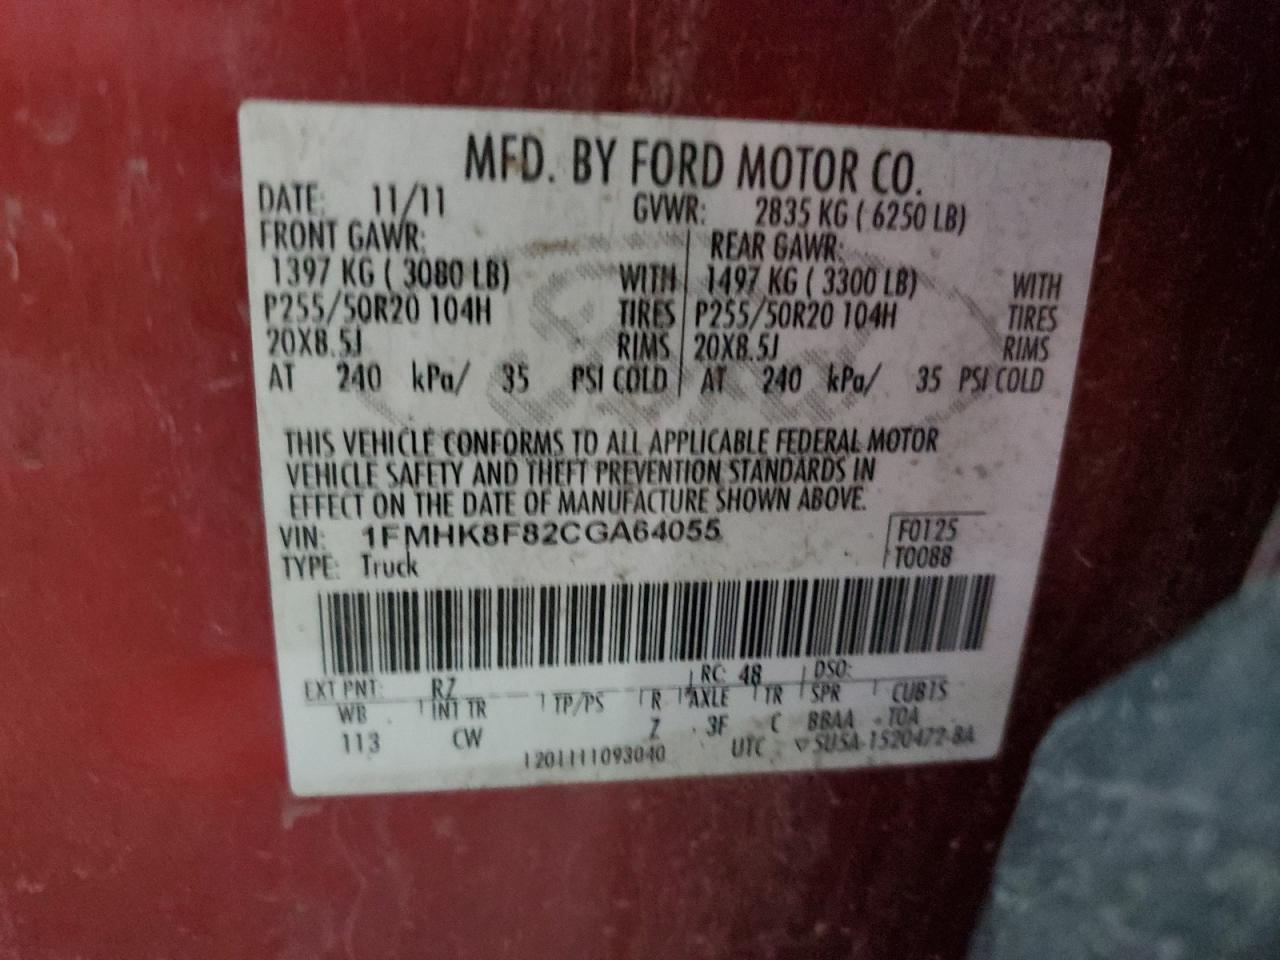 MFD. BY FORD MOTOR CO.
DATE: 11/11 GVWR: 2835 KG ( 6250 LB)
FRONT GAWR: REAR GAWR:
1397 KG ( 3080 LB) WITH 1497 KG ( 3300 LB) WITH
P255/50R20 104H TIRES P255/50R20 104H TIRES
20X8.5J RIMS 20X8.5J RIMS
AT 240 kPa/ 35 PSI COLD AT 240 kPa/ 35 PSI COLD
THIS VEHICLE CONFORMS TO ALL APPLICABLE FEDERAL MOTOR
VEHICLE SAFETY AND THEFT PREVENTION STANDARDS IN
EFFECT ON THE DATE OF MANUFACTURE SHOWN ABOVE.
VIN: 1FMHK8F82CGA64055 F0125
TYPE: Truck T0088
RC: 48 DSO:
EXT PNT: RZ
WB INT TR TP/PS R AXLE TR SPR CUBTS
113 CW Z 3F C BBAA TOA
1201111093040 UTC ▽5U5A-1520472-BA